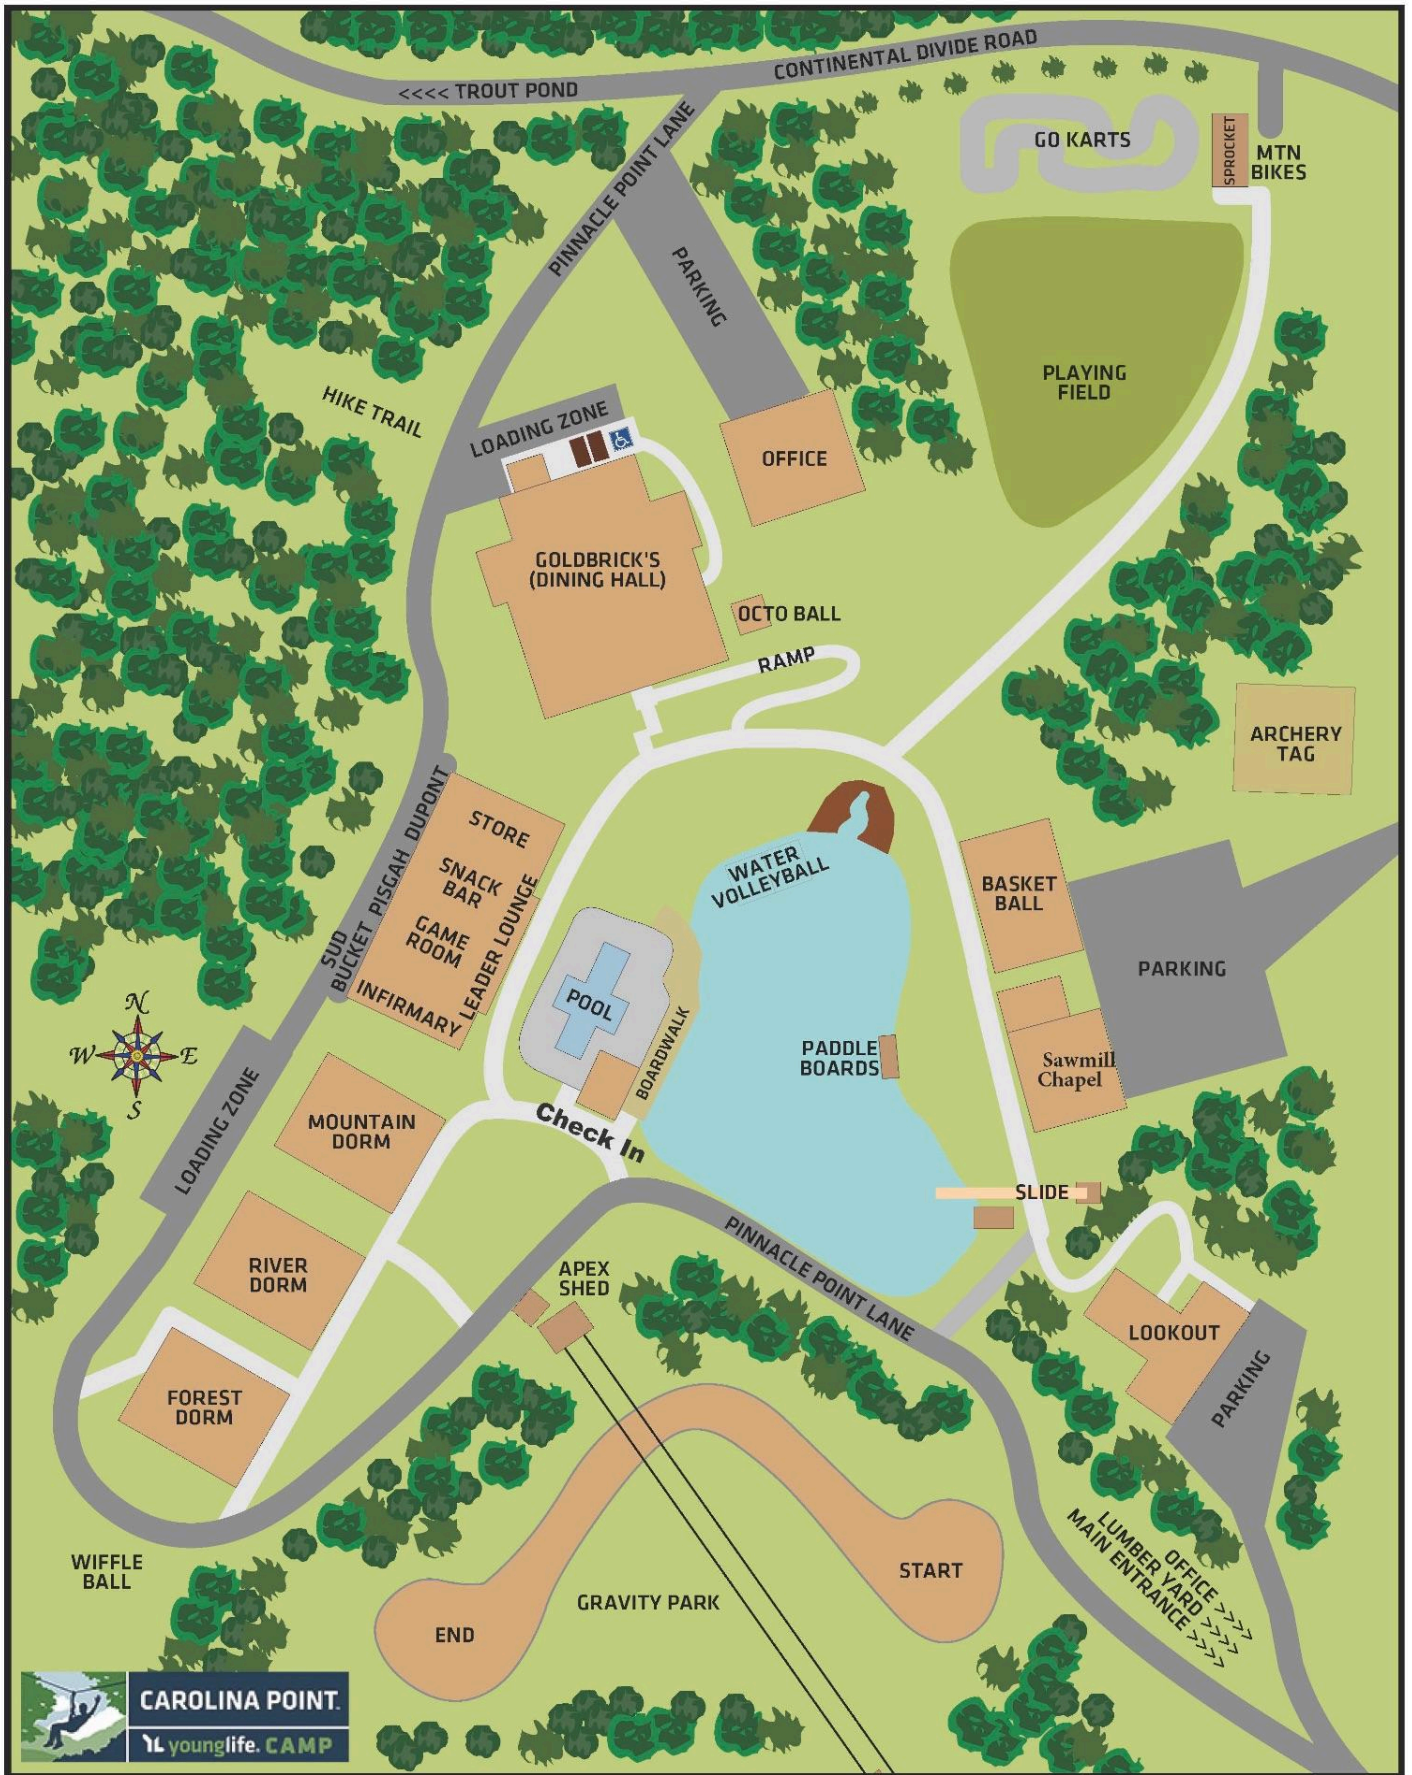 CONTINENTAL DIVIDE ROAD
<<<< TROUT POND
PINNACLE POINT LANE
GO KARTS
SPROCKET
MTN
BIKES
PARKING
PLAYING
FIELD
HIKE TRAIL
LOADING ZONE
OFFICE
GOLDBRICK'S
(DINING HALL)
OCTO BALL
RAMP
ARCHERY
TAG
STORE
SNACK
BAR
GAME
ROOM
LEADER LOUNGE
INFIRMARY
SUD
BUCKET PISGAH DUPONT
WATER
VOLLEYBALL
BASKET
BALL
PARKING
POOL
BOARDWALK
PADDLE
BOARDS
Sawmill
Chapel
N
W E
S
LOADING ZONE
MOUNTAIN
DORM
Check In
SLIDE
RIVER
DORM
APEX
SHED
PINNACLE POINT LANE
LOOKOUT
PARKING
FOREST
DORM
WIFFLE
BALL
START
GRAVITY PARK
END
OFFICE >>>>
LUMBER YARD >>>>
MAIN ENTRANCE >>>>
CAROLINA POINT.
YL younglife. CAMP